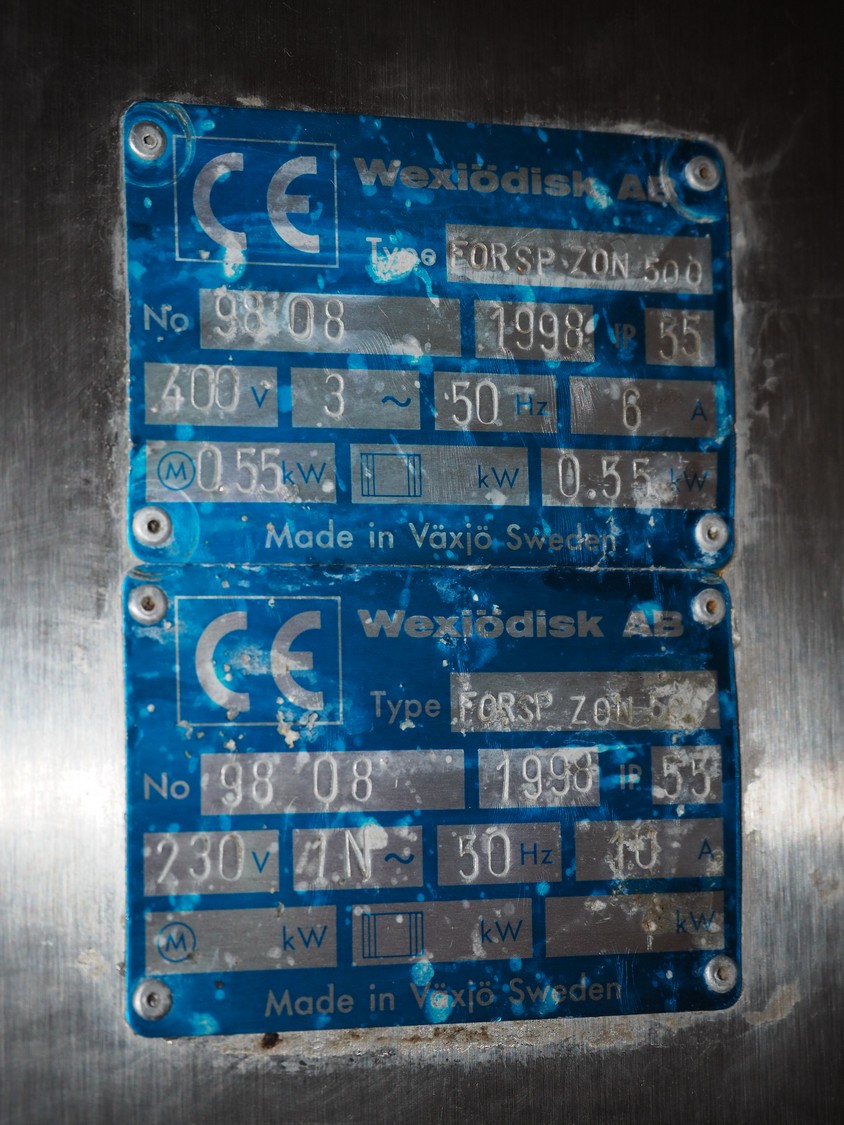 CE Wexiödisk AB
Type FORSP ZON 500
No 98 08 1998 IP 55
400 V 3 ~ 50 Hz 6 A
M 0.55 kW kW 0.55 kW
Made in Växjö Sweden
CE Wexiödisk AB
Type FORSP ZON
No 98 08 1998 IP 55
230 V 1N ~ 50 Hz 10 A
M kW kW kW
Made in Växjö Sweden